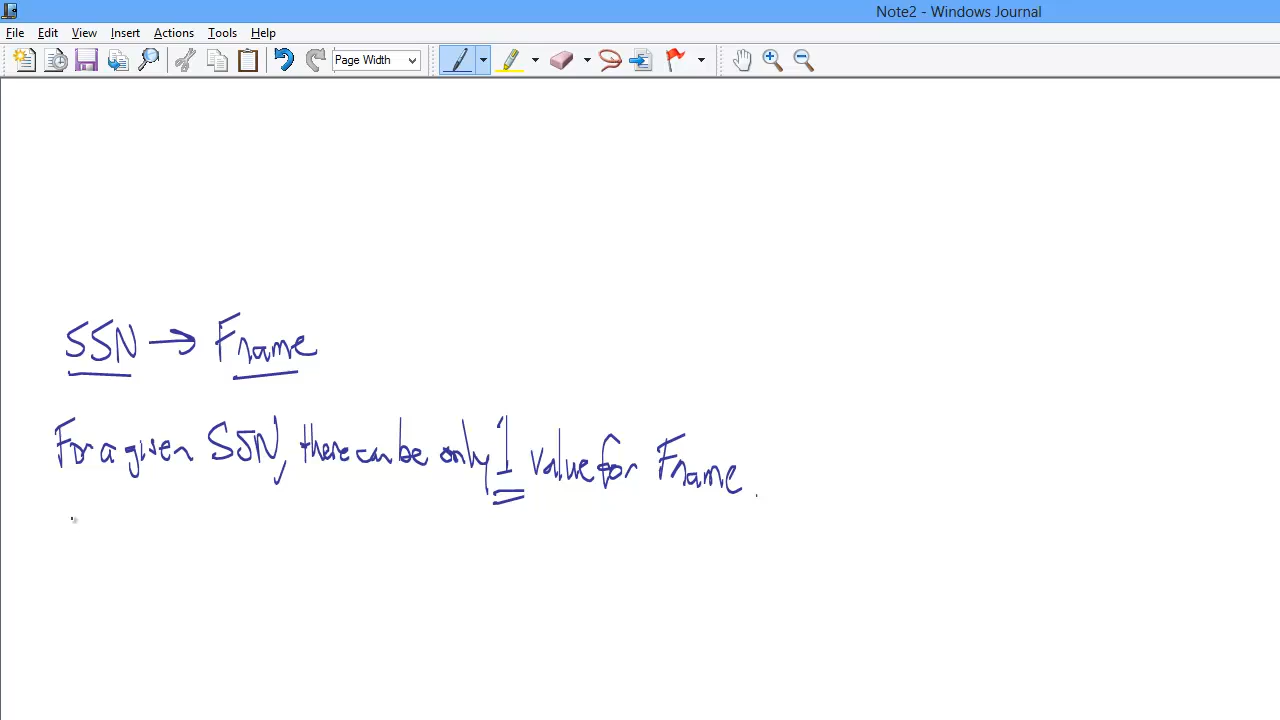 Note2 - Windows Journal
File Edit View Insert Actions Tools Help
Page Width
SSN → Fname
For a given SSN, there can be only 1 value for Fname.